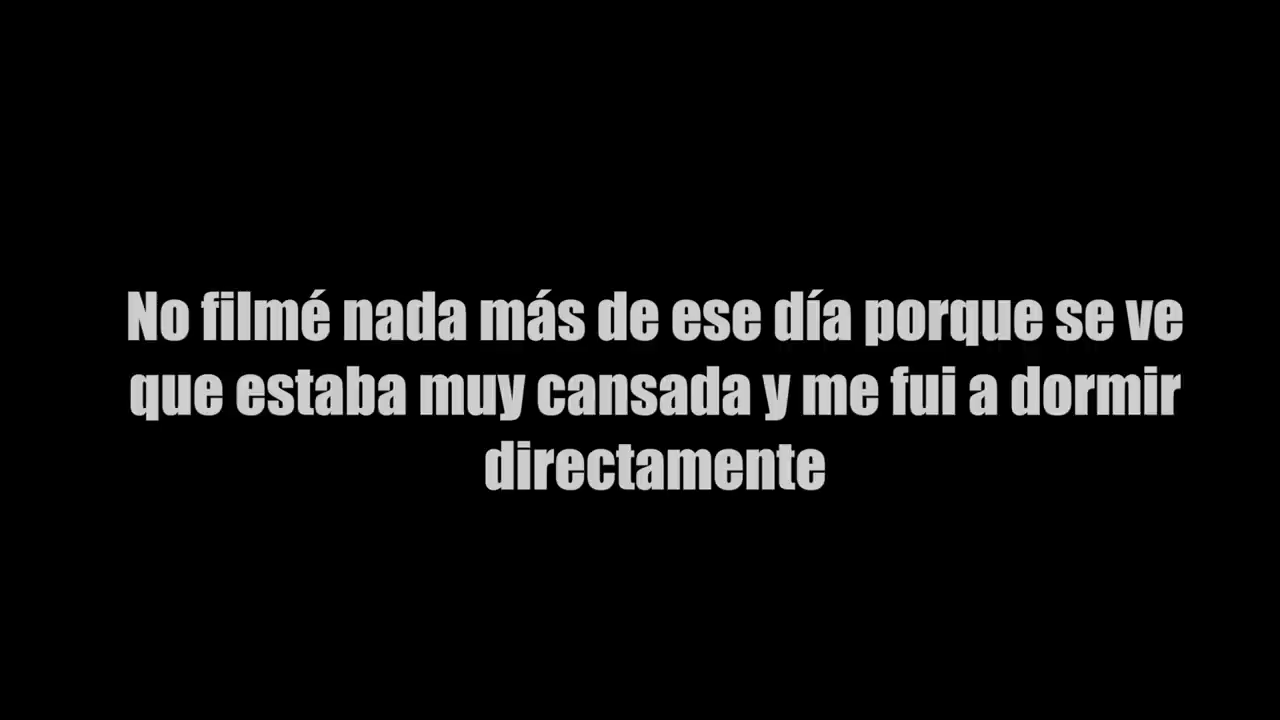 No filmé nada más de ese día porque se ve
que estaba muy cansada y me fui a dormir
directamente